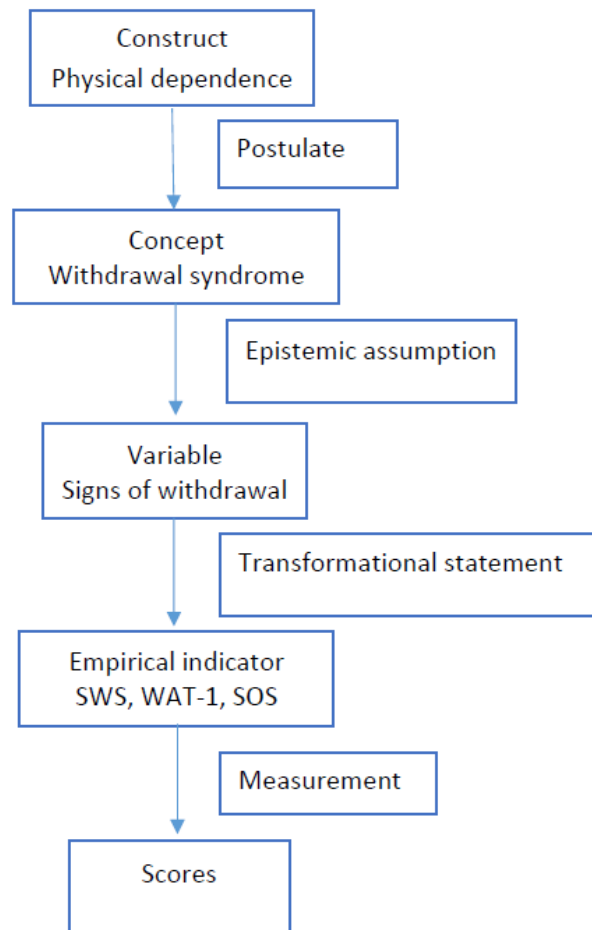 Construct
Physical dependence
Postulate
Concept
Withdrawal syndrome
Epistemic assumption
Variable
Signs of withdrawal
Transformational statement
Empirical indicator
SWS, WAT-1, SOS
Measurement
Scores